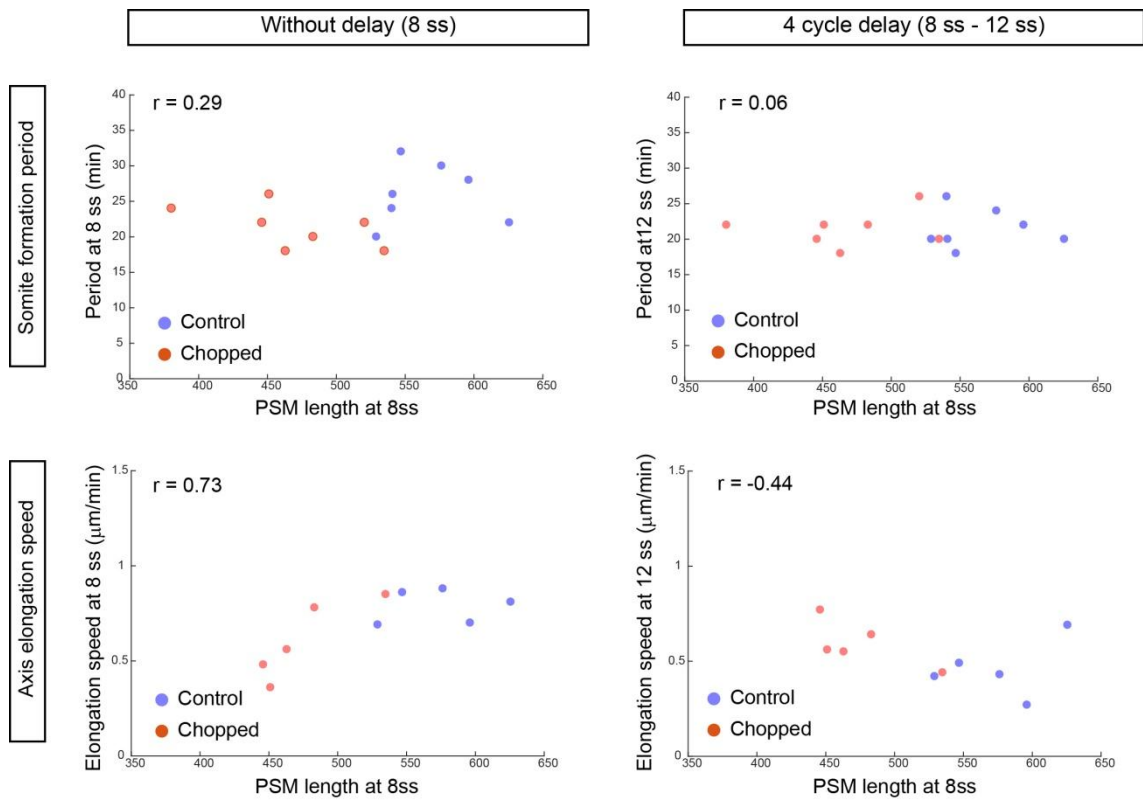 Without delay (8 ss)
4 cycle delay (8 ss - 12 ss)
Somite formation period
r = 0.29
Period at 8 ss (min)
40
35
30
25
20
15
10
5
0
Control
Chopped
350 400 450 500 550 600 650
PSM length at 8ss
r = 0.06
Period at12 ss (min)
40
35
30
25
20
15
10
5
0
Control
Chopped
350 400 450 500 550 600 650
PSM length at 8ss
Axis elongation speed
r = 0.73
Elongation speed at 8 ss (μm/min)
1.5
1
0.5
0
Control
Chopped
350 400 450 500 550 600 650
PSM length at 8ss
r = -0.44
Elongation speed at 12 ss (μm/min)
1.5
1
0.5
0
Control
Chopped
350 400 450 500 550 600 650
PSM length at 8ss